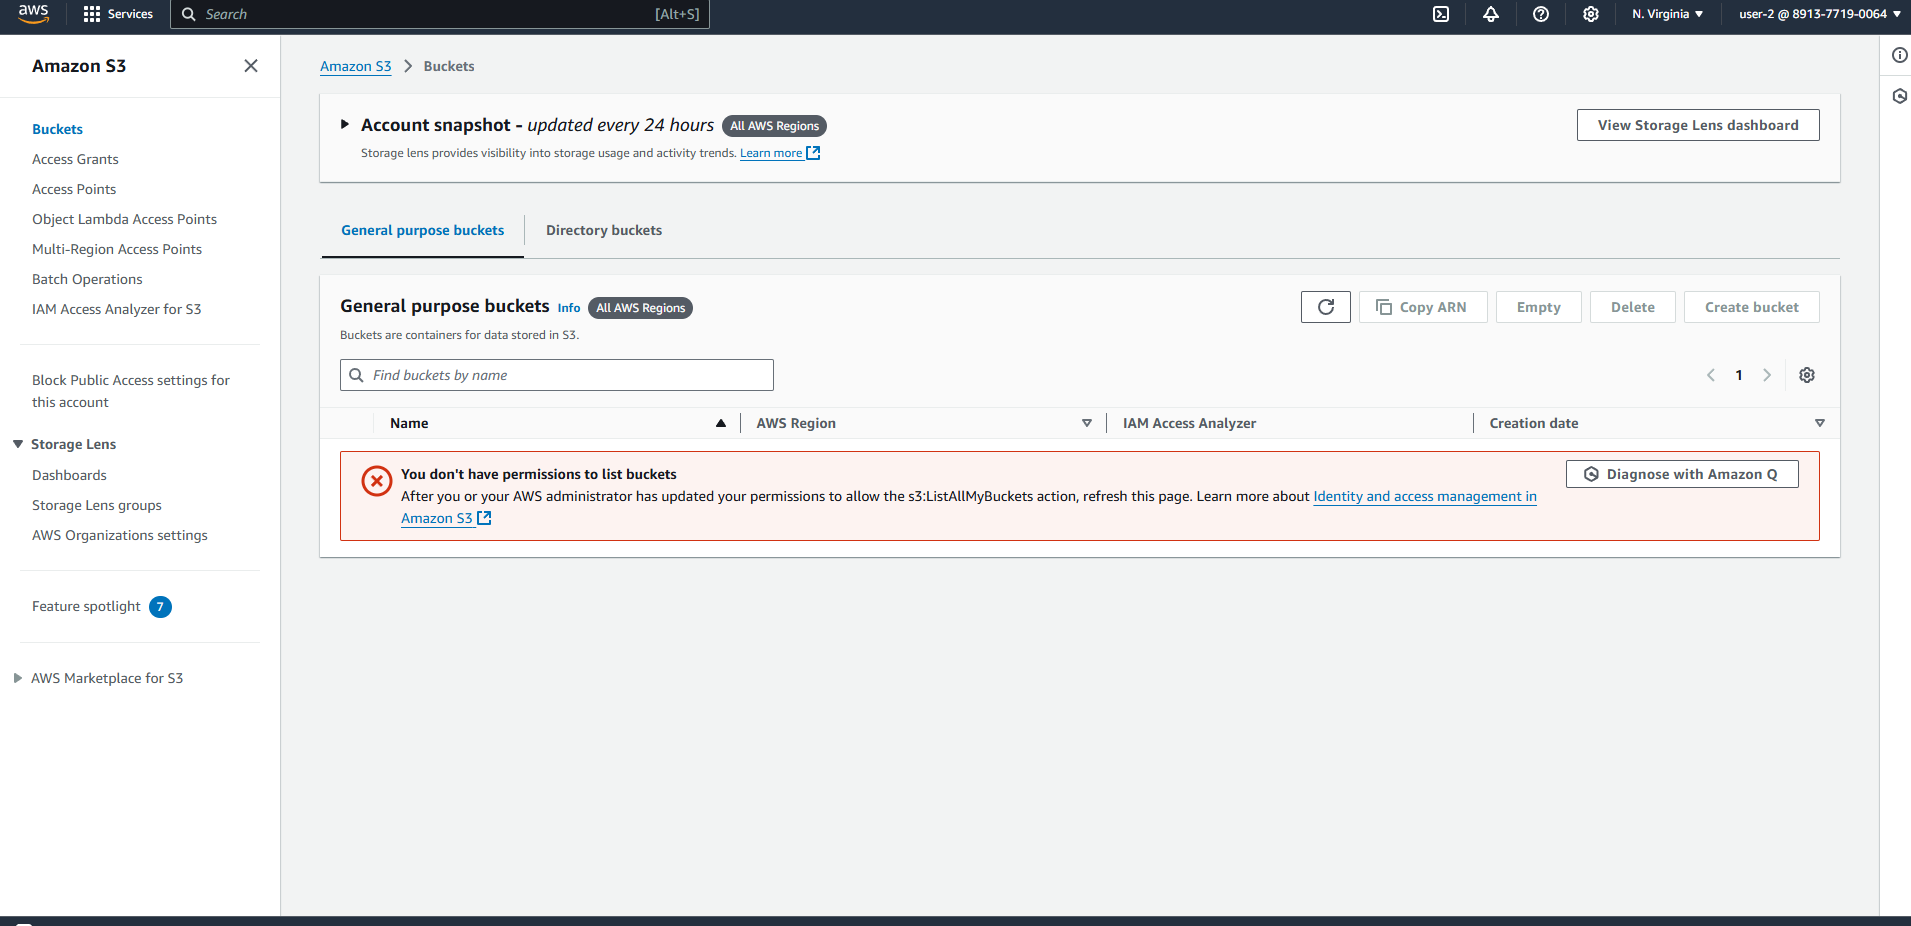 aws
Services
Search
[Alt+S]
N. Virginia
user-2 @ 8913-7719-0064
Amazon S3
Buckets
Access Grants
Access Points
Object Lambda Access Points
Multi-Region Access Points
Batch Operations
IAM Access Analyzer for S3
Block Public Access settings for
this account
Storage Lens
Dashboards
Storage Lens groups
AWS Organizations settings
Feature spotlight 7
AWS Marketplace for S3
Amazon S3 > Buckets
Account snapshot - updated every 24 hours All AWS Regions
Storage lens provides visibility into storage usage and activity trends. Learn more
View Storage Lens dashboard
General purpose buckets
Directory buckets
General purpose buckets Info All AWS Regions
Buckets are containers for data stored in S3.
Copy ARN
Empty
Delete
Create bucket
Find buckets by name
1
Name
AWS Region
IAM Access Analyzer
Creation date
You don't have permissions to list buckets
After you or your AWS administrator has updated your permissions to allow the s3:ListAllMyBuckets action, refresh this page. Learn more about Identity and access management in
Amazon S3
Diagnose with Amazon Q